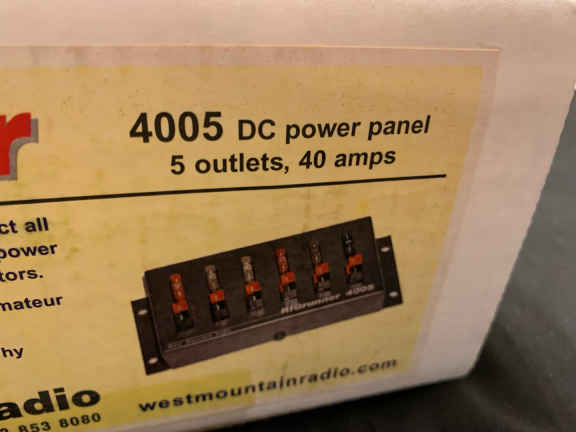 r
4005 DC power panel
5 outlets, 40 amps
ct all
power
tors.
mateur
hy
RIGrunner 4005
adio
853 8080
westmountainradio.com